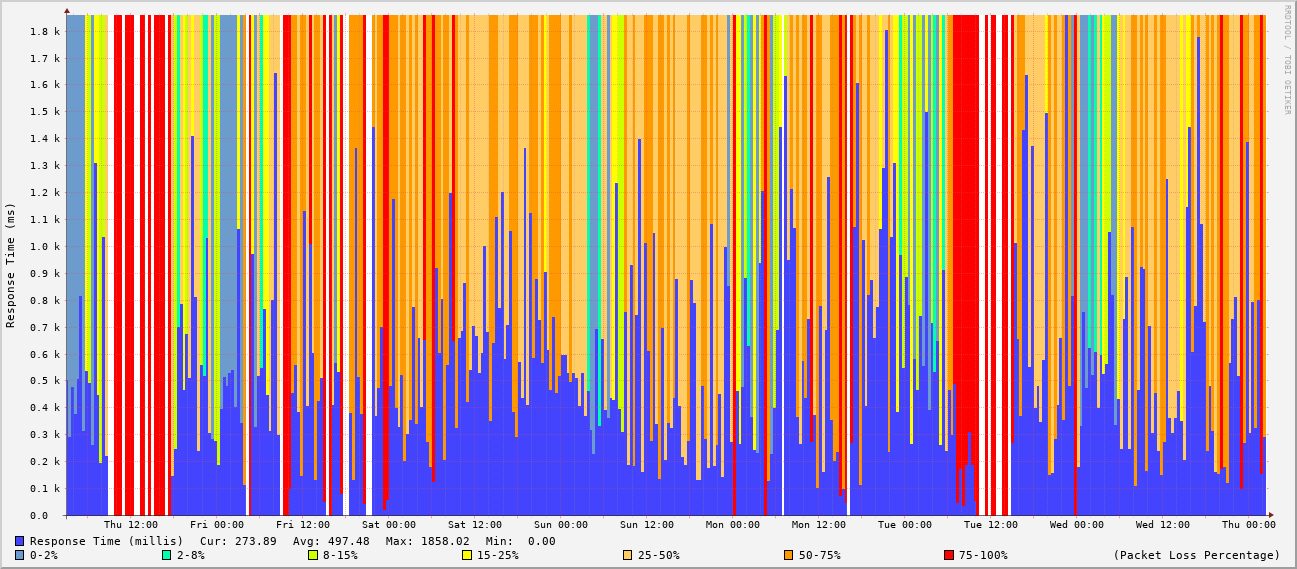 RRDTOOL / TOBI OETIKER
Response Time (ms)
1.8 k
1.7 k
1.6 k
1.5 k
1.4 k
1.3 k
1.2 k
1.1 k
1.0 k
0.9 k
0.8 k
0.7 k
0.6 k
0.5 k
0.4 k
0.3 k
0.2 k
0.1 k
0.0
Thu 12:00 Fri 00:00 Fri 12:00 Sat 00:00 Sat 12:00 Sun 00:00 Sun 12:00 Mon 00:00 Mon 12:00 Tue 00:00 Tue 12:00 Wed 00:00 Wed 12:00 Thu 00:00
Response Time (millis) Cur: 273.89 Avg: 497.48 Max: 1858.02 Min: 0.00
0-2% 2-8% 8-15% 15-25% 25-50% 50-75% 75-100% (Packet Loss Percentage)